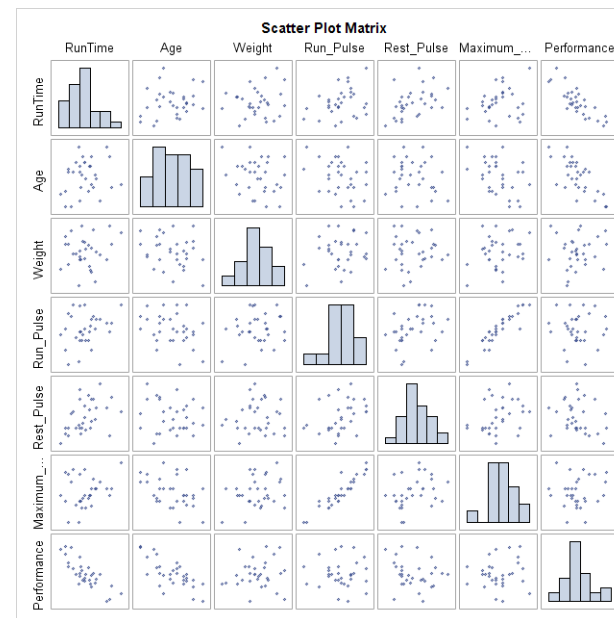 Scatter Plot Matrix
RunTime Age Weight Run_Pulse Rest_Pulse Maximum_... Performance
RunTime
Age
Weight
Run_Pulse
Rest_Pulse
Maximum_...
Performance